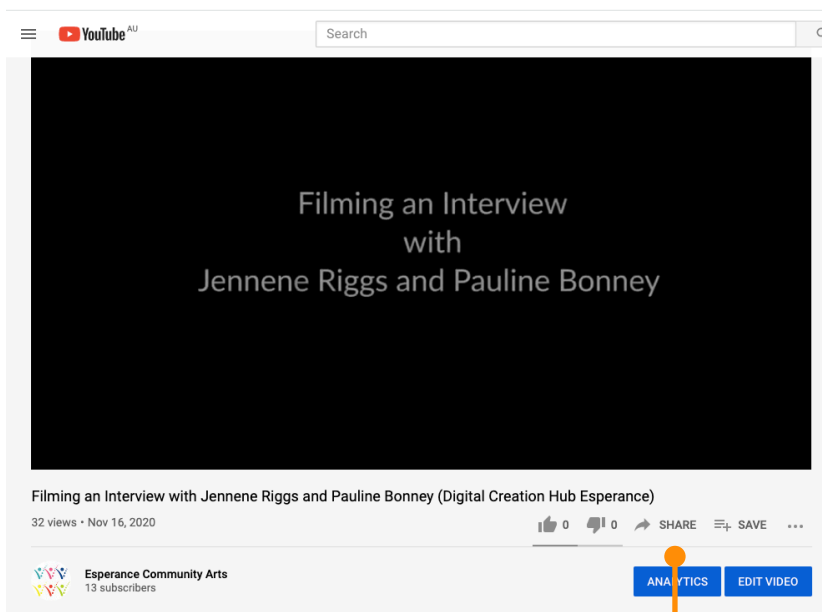 YouTube AU
Search
Filming an Interview
with
Jennene Riggs and Pauline Bonney
Filming an Interview with Jennene Riggs and Pauline Bonney (Digital Creation Hub Esperance)
32 views • Nov 16, 2020
0 0 SHARE SAVE
Esperance Community Arts
13 subscribers
ANALYTICS EDIT VIDEO